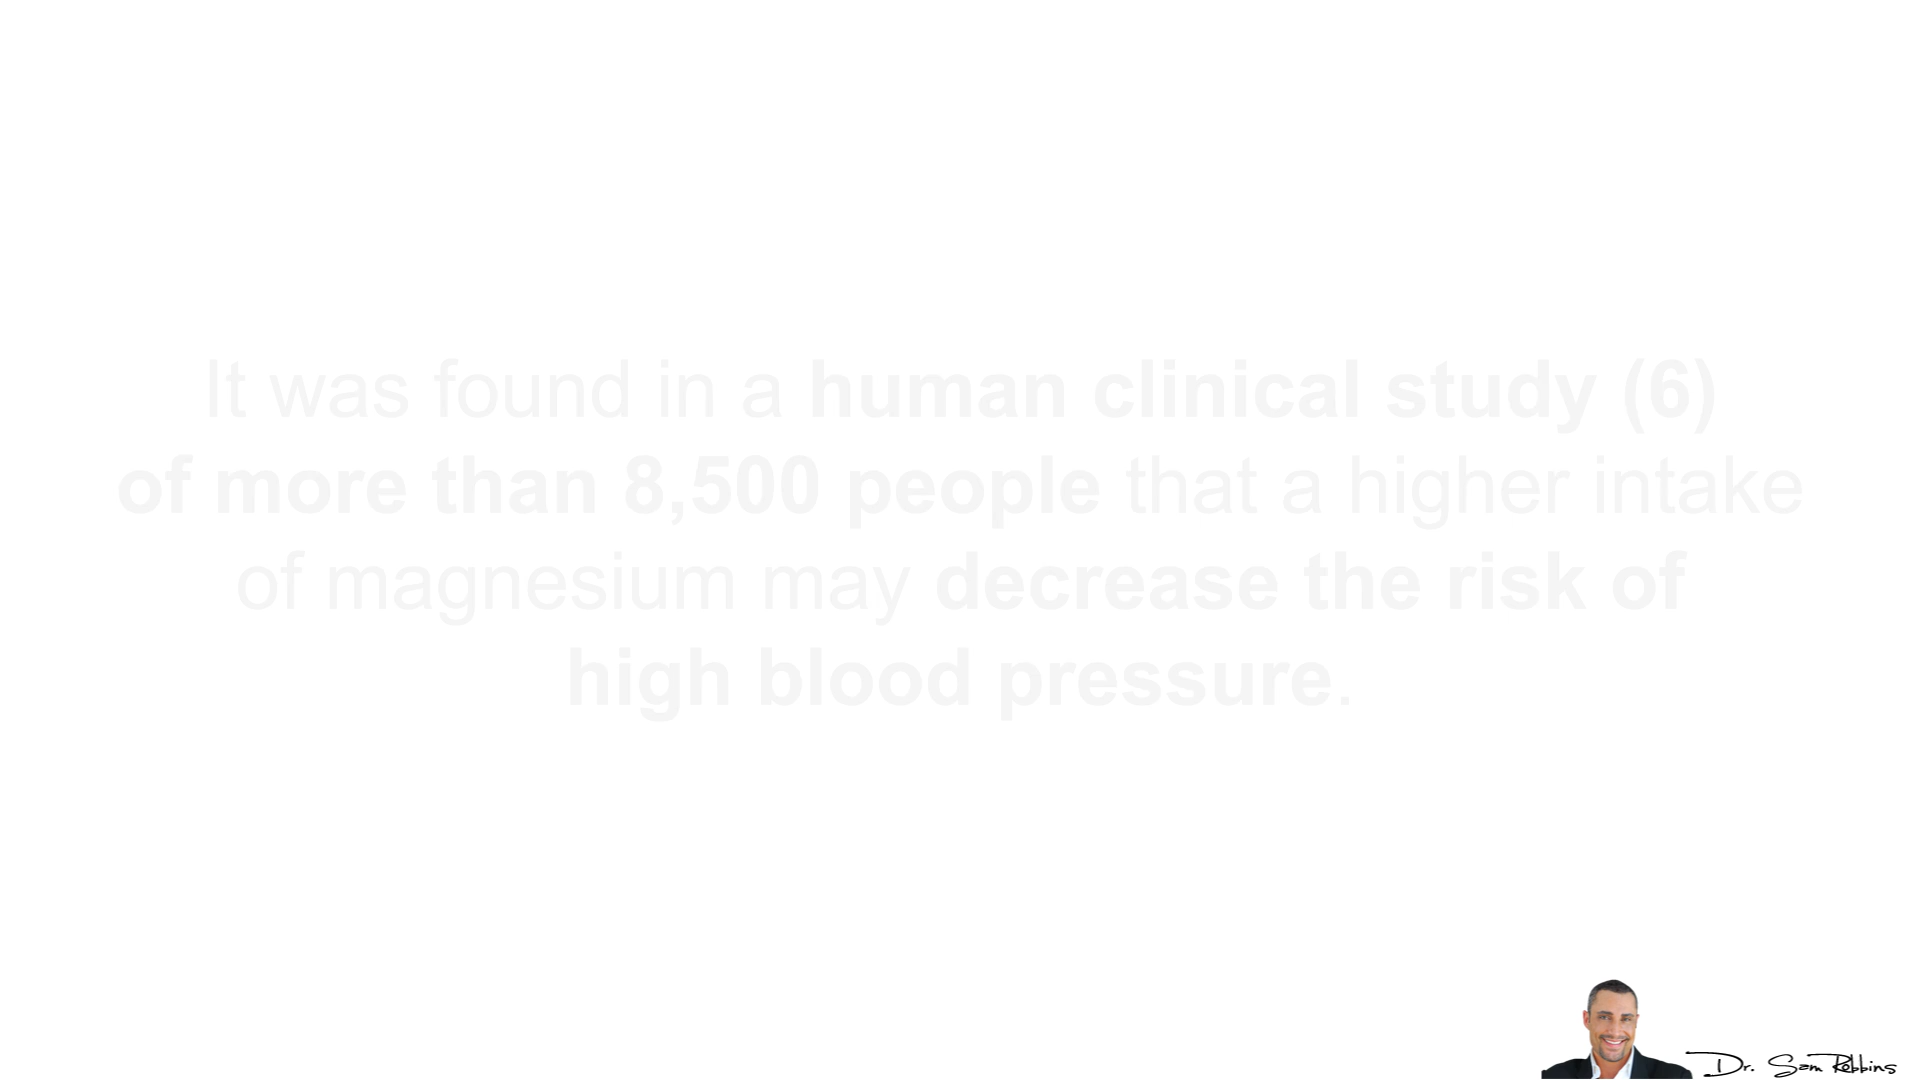 It was found in a human clinical study (6)
of more than 8,500 people that a higher intake
of magnesium may decrease the risk of
high blood pressure.
Dr. Sam Robbins